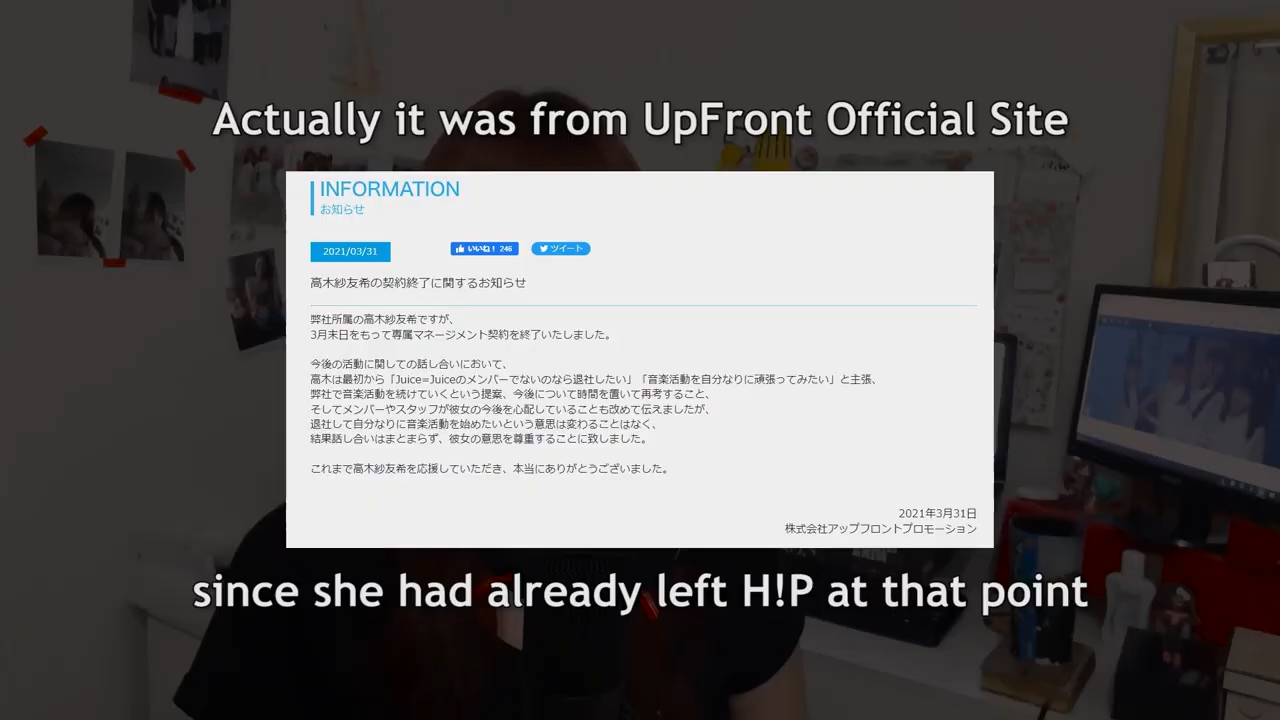 Actually it was from UpFront Official Site
INFORMATION
お知らせ
2021/03/31
いいね！ 246
ツイート
高木紗友希の契約終了に関するお知らせ
弊社所属の高木紗友希ですが、
3月末日をもって専属マネージメント契約を終了いたしました。
今後の活動に関しての話し合いにおいて、
高木は最初から「Juice=Juiceのメンバーでないのなら退社したい」「音楽活動を自分なりに頑張ってみたい」と主張、
弊社で音楽活動を続けていくという提案、今後について時間を置いて再考すること、
そしてメンバーやスタッフが彼女の今後を心配していることも改めて伝えましたが、
退社して自分なりに音楽活動を始めたいという意思は変わることはなく、
結果話し合いはまとまらず、彼女の意思を尊重することに致しました。
これまで高木紗友希を応援していただき、本当にありがとうございました。
2021年3月31日
株式会社アップフロントプロモーション
since she had already left H!P at that point